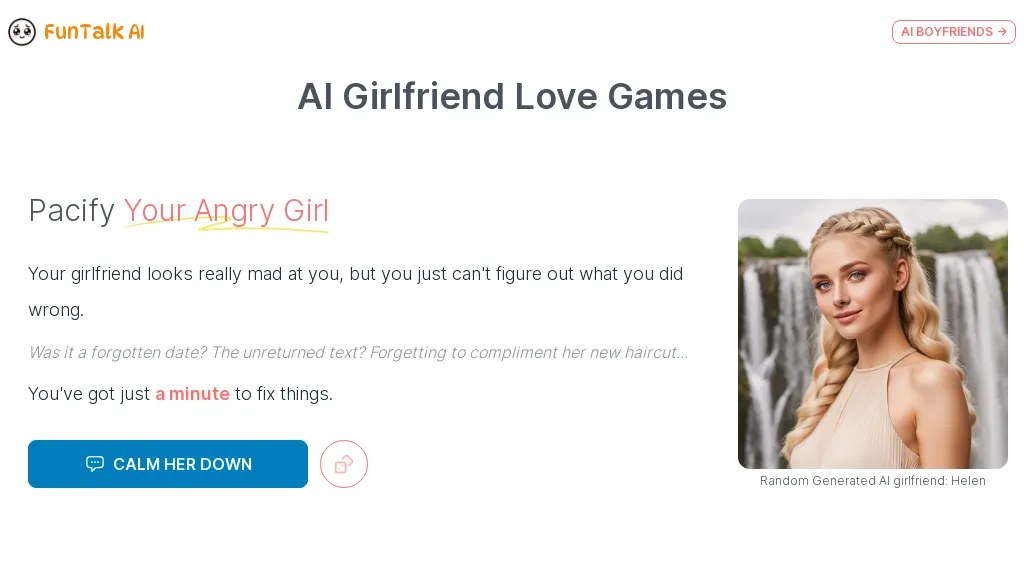 FunTalk AI
AI BOYFRIENDS →
AI Girlfriend Love Games
Pacify Your Angry Girl
Your girlfriend looks really mad at you, but you just can't figure out what you did
wrong.
Was it a forgotten date? The unreturned text? Forgetting to compliment her new haircut...
You've got just a minute to fix things.
CALM HER DOWN
Random Generated AI girlfriend: Helen